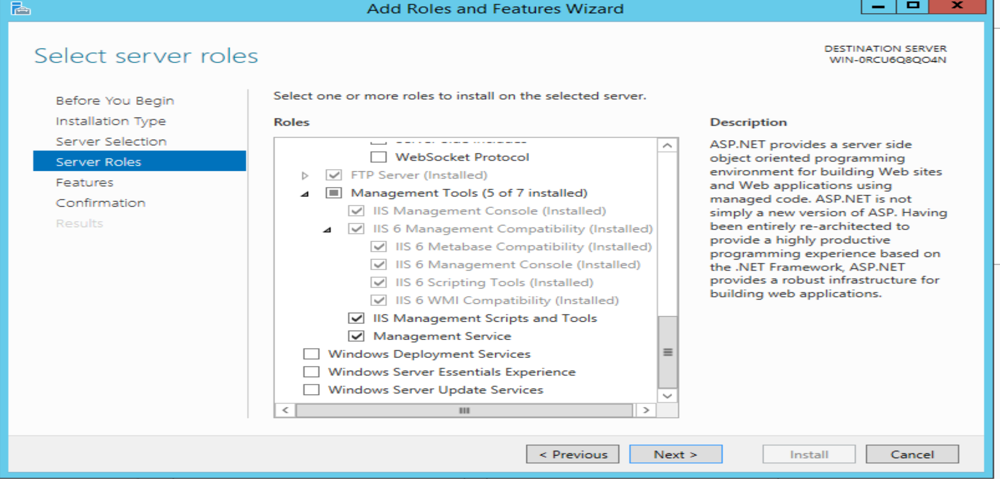 Add Roles and Features Wizard
Select server roles
DESTINATION SERVER
WIN-0RCU6Q8QO4N
Before You Begin
Installation Type
Server Selection
Server Roles
Features
Confirmation
Results
Select one or more roles to install on the selected server.
Roles
Server Side Includes
WebSocket Protocol
FTP Server (Installed)
Management Tools (5 of 7 installed)
IIS Management Console (Installed)
IIS 6 Management Compatibility (Installed)
IIS 6 Metabase Compatibility (Installed)
IIS 6 Management Console (Installed)
IIS 6 Scripting Tools (Installed)
IIS 6 WMI Compatibility (Installed)
IIS Management Scripts and Tools
Management Service
Windows Deployment Services
Windows Server Essentials Experience
Windows Server Update Services
Description
ASP.NET provides a server side
object oriented programming
environment for building Web sites
and Web applications using
managed code. ASP.NET is not
simply a new version of ASP. Having
been entirely re-architected to
provide a highly productive
programming experience based on
the .NET Framework, ASP.NET
provides a robust infrastructure for
building web applications.
< Previous
Next >
Install
Cancel